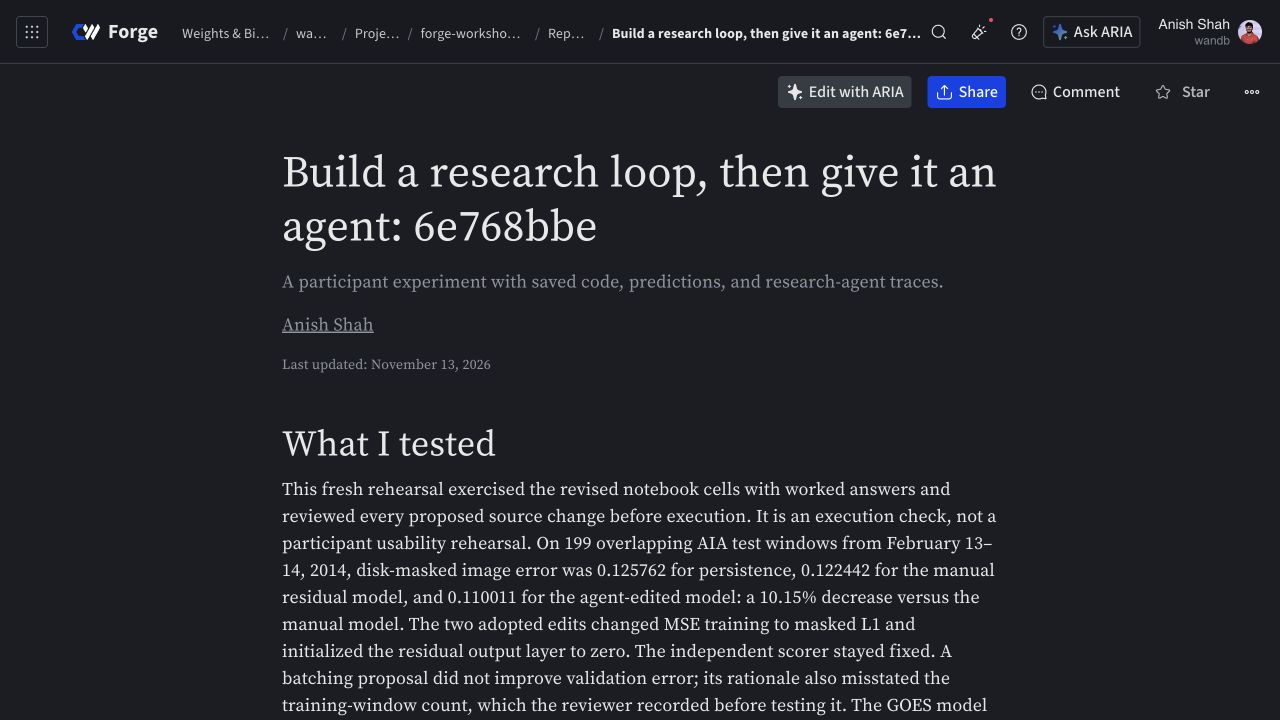 Forge
Weights & Bi... / wa... / Proje... / forge-worksho... / Rep... / Build a research loop, then give it an agent: 6e7...
Ask ARIA
Anish Shah
wandb
Edit with ARIA
Share
Comment
Star
Build a research loop, then give it an
agent: 6e768bbe
A participant experiment with saved code, predictions, and research-agent traces.
Anish Shah
Last updated: November 13, 2026
What I tested
This fresh rehearsal exercised the revised notebook cells with worked answers and
reviewed every proposed source change before execution. It is an execution check, not a
participant usability rehearsal. On 199 overlapping AIA test windows from February 13–
14, 2014, disk-masked image error was 0.125762 for persistence, 0.122442 for the manual
residual model, and 0.110011 for the agent-edited model: a 10.15% decrease versus the
manual model. The two adopted edits changed MSE training to masked L1 and
initialized the residual output layer to zero. The independent scorer stayed fixed. A
batching proposal did not improve validation error; its rationale also misstated the
training-window count, which the reviewer recorded before testing it. The GOES model